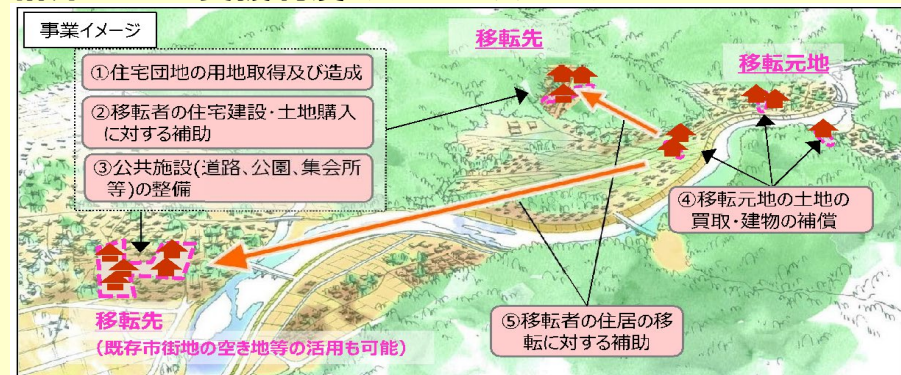 事業イメージ
①住宅団地の用地取得及び造成
②移転者の住宅建設・土地購入
に対する補助
③公共施設(道路、公園、集会所
等)の整備
移転先
移転元地
④移転元地の土地の
買取・建物の補償
⑤移転者の住居の移
転に対する補助
移転先
(既存市街地の空き地等の活用も可能)